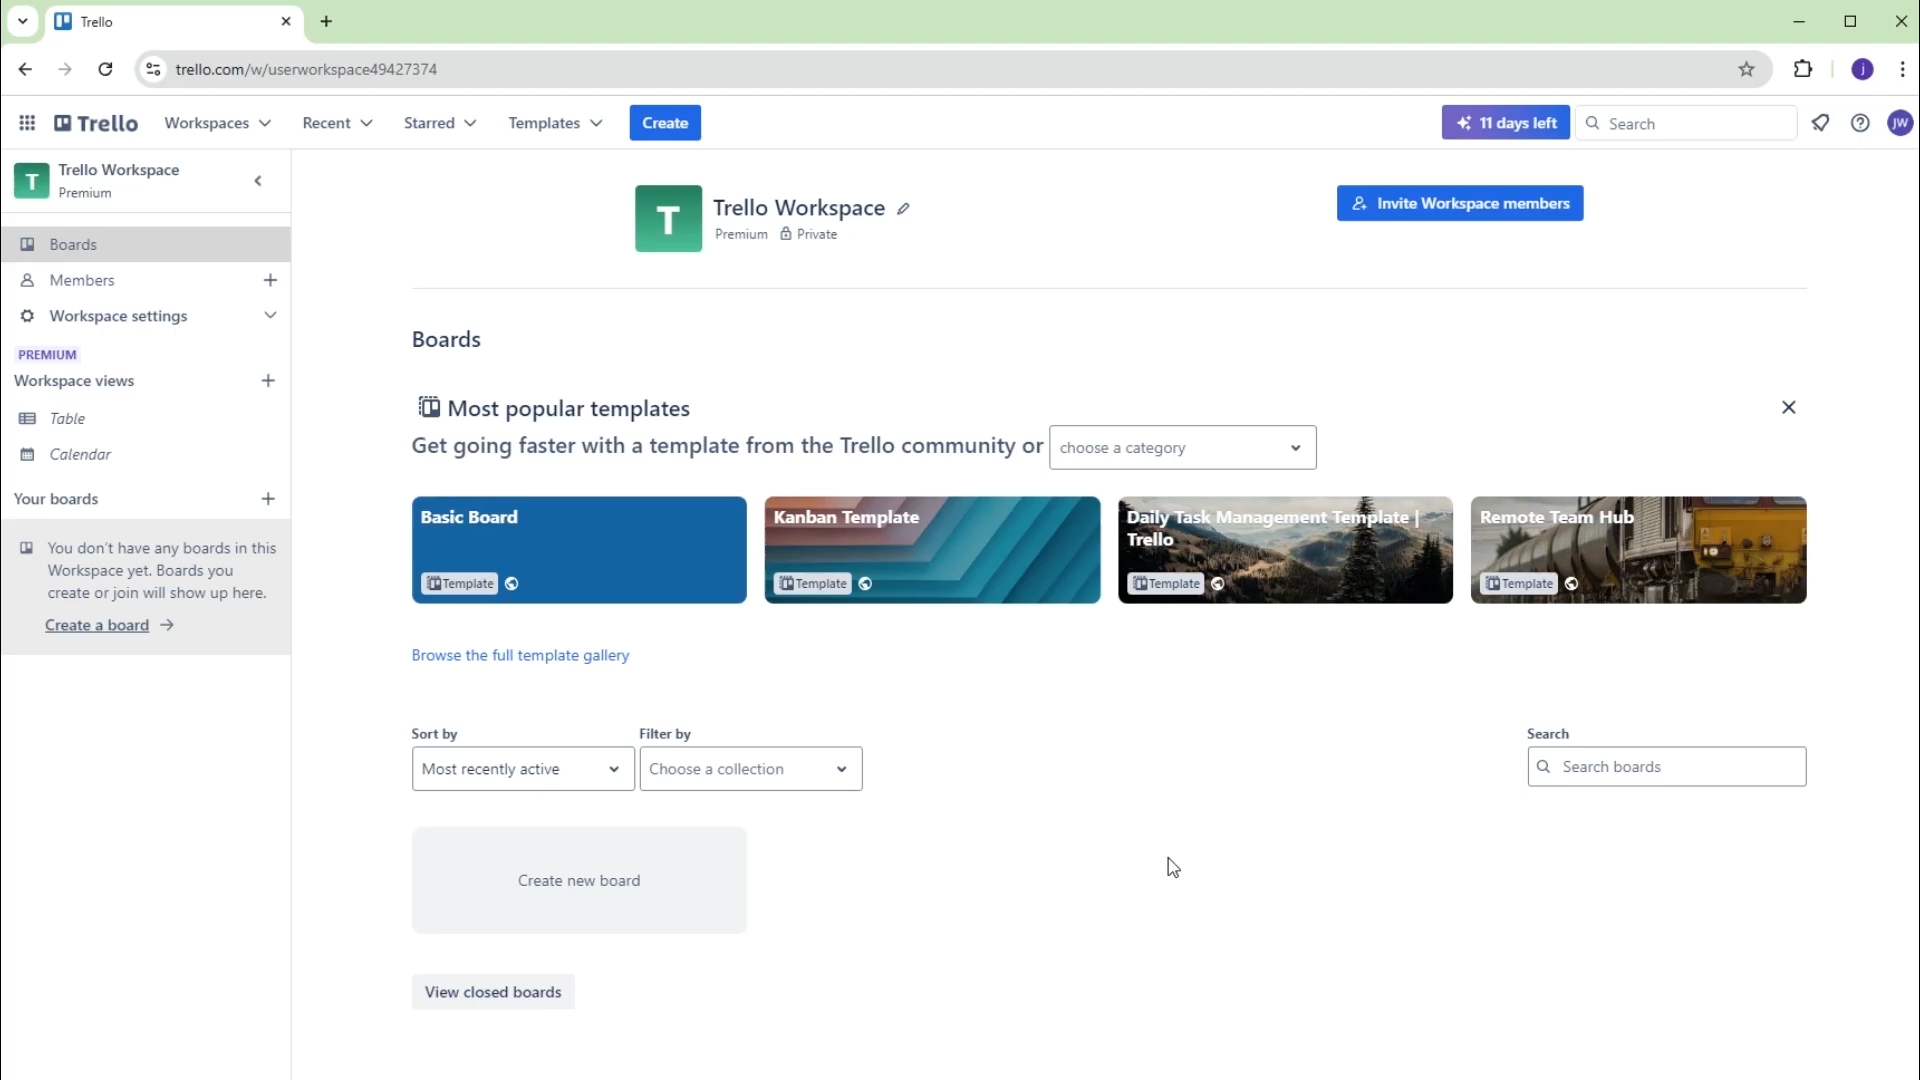 Trello
trello.com/w/userworkspace49427374
j
Trello
Workspaces
Recent
Starred
Templates
Create
11 days left
Search
JW
T
Trello Workspace
Premium
Boards
Members
Workspace settings
PREMIUM
Workspace views
Table
Calendar
Your boards
You don't have any boards in this
Workspace yet. Boards you
create or join will show up here.
Create a board
T
Trello Workspace
Premium
Private
Invite Workspace members
Boards
Most popular templates
Get going faster with a template from the Trello community or
choose a category
Basic Board
Template
Kanban Template
Template
Daily Task Management Template |
Trello
Template
Remote Team Hub
Template
Browse the full template gallery
Sort by
Most recently active
Filter by
Choose a collection
Search
Search boards
Create new board
View closed boards